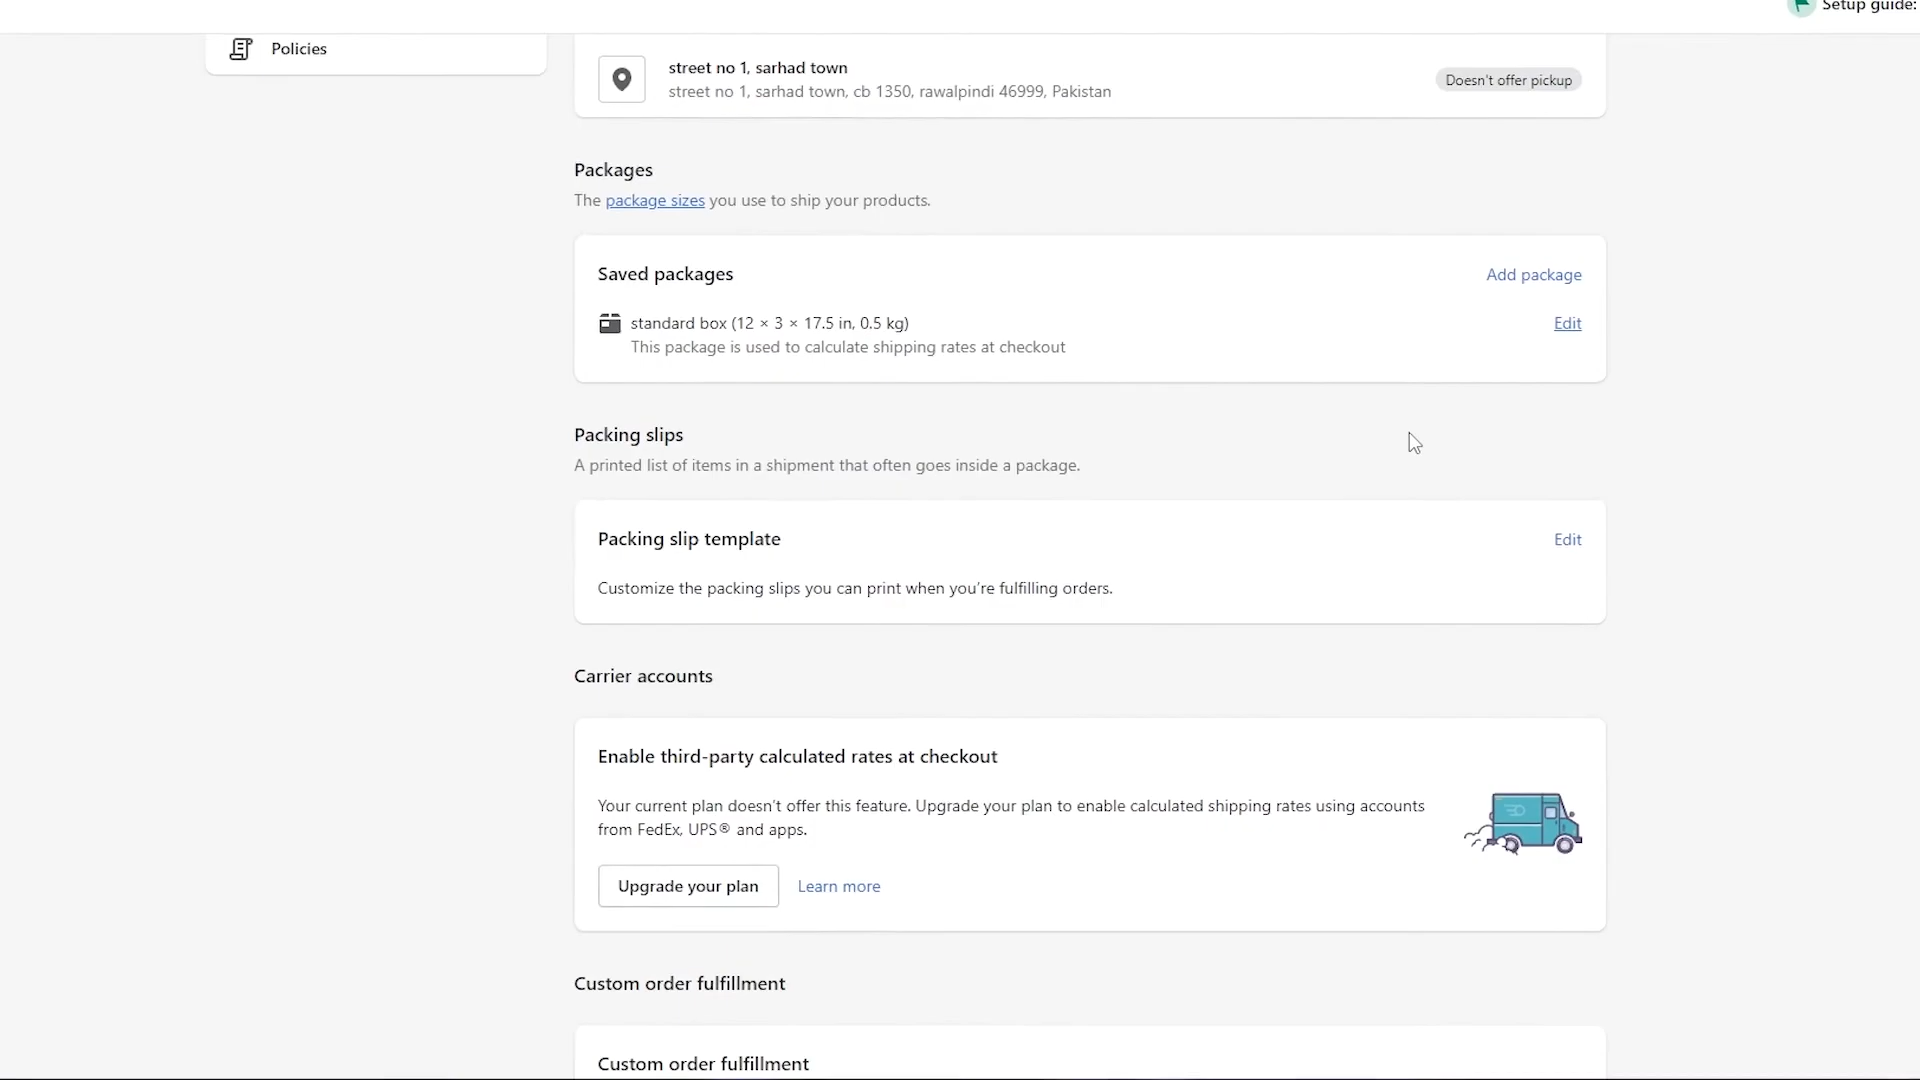 Setup guide:
Policies
street no 1, sarhad town
street no 1, sarhad town, cb 1350, rawalpindi 46999, Pakistan
Doesn't offer pickup
Packages
The package sizes you use to ship your products.
Saved packages
Add package
standard box (12 × 3 × 17.5 in, 0.5 kg)
Edit
This package is used to calculate shipping rates at checkout
Packing slips
A printed list of items in a shipment that often goes inside a package.
Packing slip template
Edit
Customize the packing slips you can print when you’re fulfilling orders.
Carrier accounts
Enable third-party calculated rates at checkout
Your current plan doesn’t offer this feature. Upgrade your plan to enable calculated shipping rates using accounts
from FedEx, UPS® and apps.
Upgrade your plan
Learn more
Custom order fulfillment
Custom order fulfillment